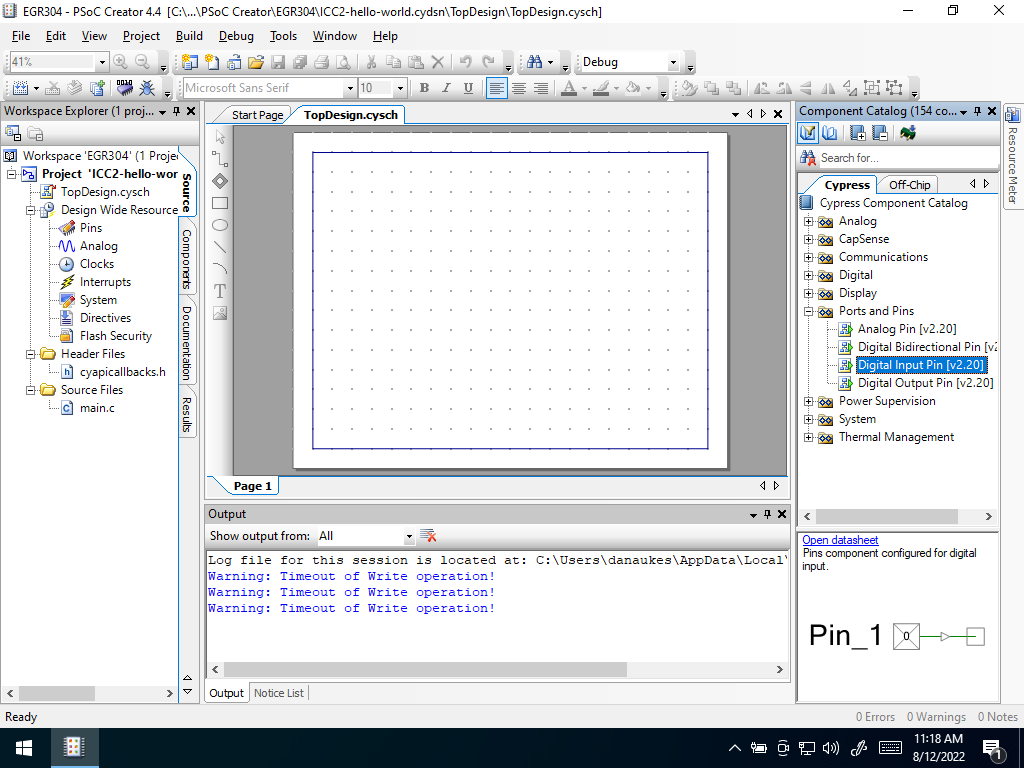 EGR304 - PSoC Creator 4.4 [C:\...\PSoC Creator\EGR304\ICC2-hello-world.cydsn\TopDesign\TopDesign.cysch]
File Edit View Project Build Debug Tools Window Help
41% Debug
Microsoft Sans Serif 10 B I U A
Workspace Explorer (1 proj...
Workspace 'EGR304' (1 Projec
Project 'ICC2-hello-wor
TopDesign.cysch
Design Wide Resource
Pins
Analog
Clocks
Interrupts
System
Directives
Flash Security
Header Files
cyapicallbacks.h
Source Files
main.c
Source
Components
Documentation
Results
Start Page TopDesign.cysch
T
Page 1
Output
Show output from: All
Log file for this session is located at: C:\Users\danaukes\AppData\Local\
Warning: Timeout of Write operation!
Warning: Timeout of Write operation!
Warning: Timeout of Write operation!
Output Notice List
Component Catalog (154 co...
Search for...
Cypress Off-Chip
Cypress Component Catalog
Analog
CapSense
Communications
Digital
Display
Ports and Pins
Analog Pin [v2.20]
Digital Bidirectional Pin [v2
Digital Input Pin [v2.20]
Digital Output Pin [v2.20]
Power Supervision
System
Thermal Management
Open datasheet
Pins component configured for digital
input.
Pin_1 0
Resource Meter
Ready 0 Errors 0 Warnings 0 Notes
11:18 AM
8/12/2022
1